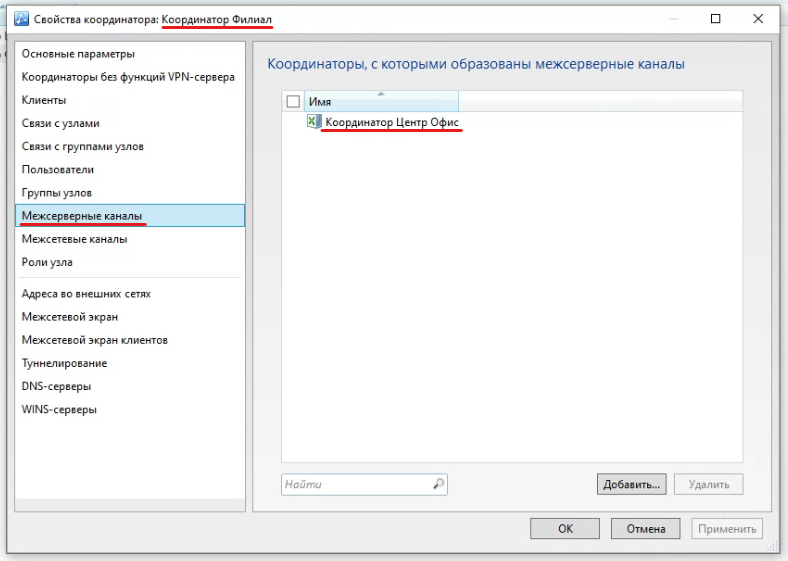 Свойства координатора: Координатор Филиал
Основные параметры
Координаторы без функций VPN-сервера
Клиенты
Связи с узлами
Связи с группами узлов
Пользователи
Группы узлов
Межсерверные каналы
Межсетевые каналы
Роли узла
Адреса во внешних сетях
Межсетевой экран
Межсетевой экран клиентов
Туннелирование
DNS-серверы
WINS-серверы
Координаторы, с которыми образованы межсерверные каналы
Имя
Координатор Центр Офис
Найти
Добавить...
Удалить
OK
Отмена
Применить